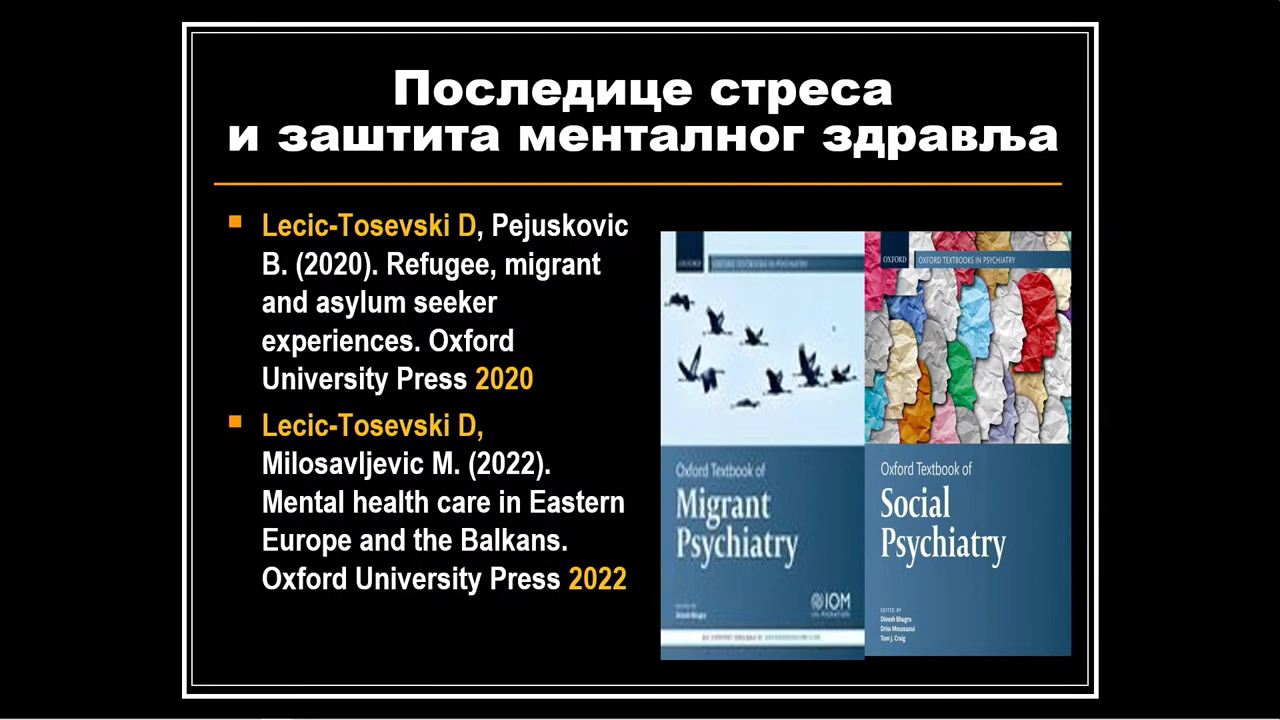 Последице стреса
и заштита менталног здравља
Lecic-Tosevski D, Pejuskovic
B. (2020). Refugee, migrant
and asylum seeker
experiences. Oxford
University Press 2020
Lecic-Tosevski D,
Milosavljevic M. (2022).
Mental health care in Eastern
Europe and the Balkans.
Oxford University Press 2022
OXFORD
OXFORD TEXTBOOKS IN PSYCHIATRY
Oxford Textbook of
Migrant
Psychiatry
IOM
Dinesh Bhugra
OXFORD
OXFORD TEXTBOOKS IN PSYCHIATRY
Oxford Textbook of
Social
Psychiatry
EDITED BY
Dinesh Bhugra
Driss Moussaoui
Tom J. Craig